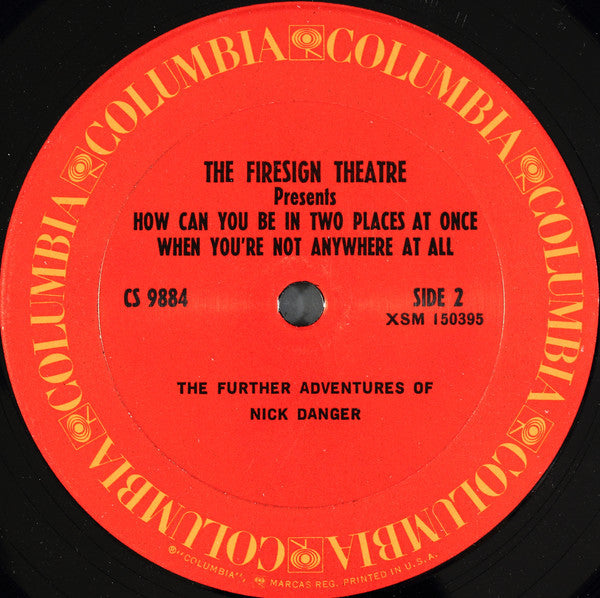 COLUMBIA COLUMBIA COLUMBIA COLUMBIA COLUMBIA COLUMBIA COLUMBIA
THE FIRESIGN THEATRE
Presents
HOW CAN YOU BE IN TWO PLACES AT ONCE
WHEN YOU'RE NOT ANYWHERE AT ALL
CS 9884
SIDE 2
XSM 150395
THE FURTHER ADVENTURES OF
NICK DANGER
® "COLUMBIA", MARCAS REG. PRINTED IN U.S.A.